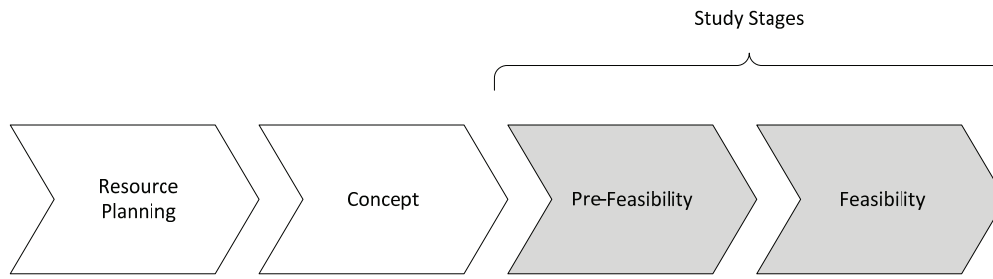 Study Stages
Resource
Planning
Concept
Pre-Feasibility
Feasibility